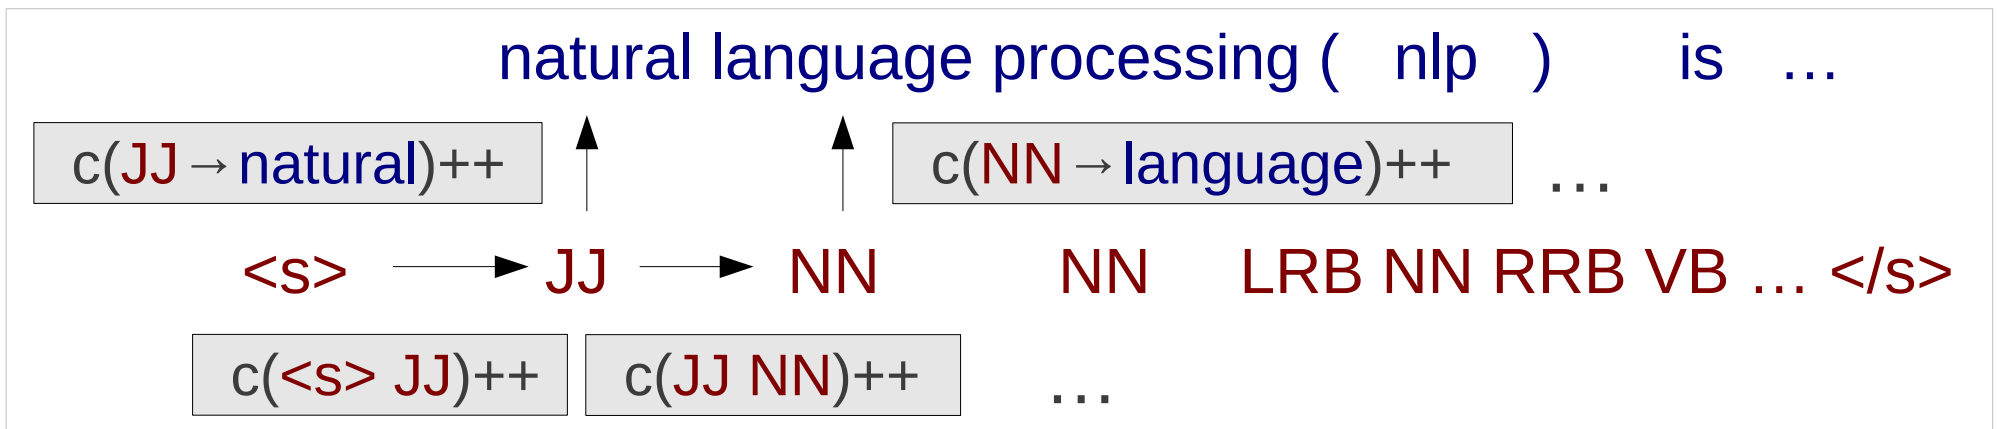 natural language processing ( nlp ) is …
c(JJ→natural)++ c(NN→language)++ …
<s> JJ NN NN LRB NN RRB VB … </s>
c(<s> JJ)++ c(JJ NN)++ …